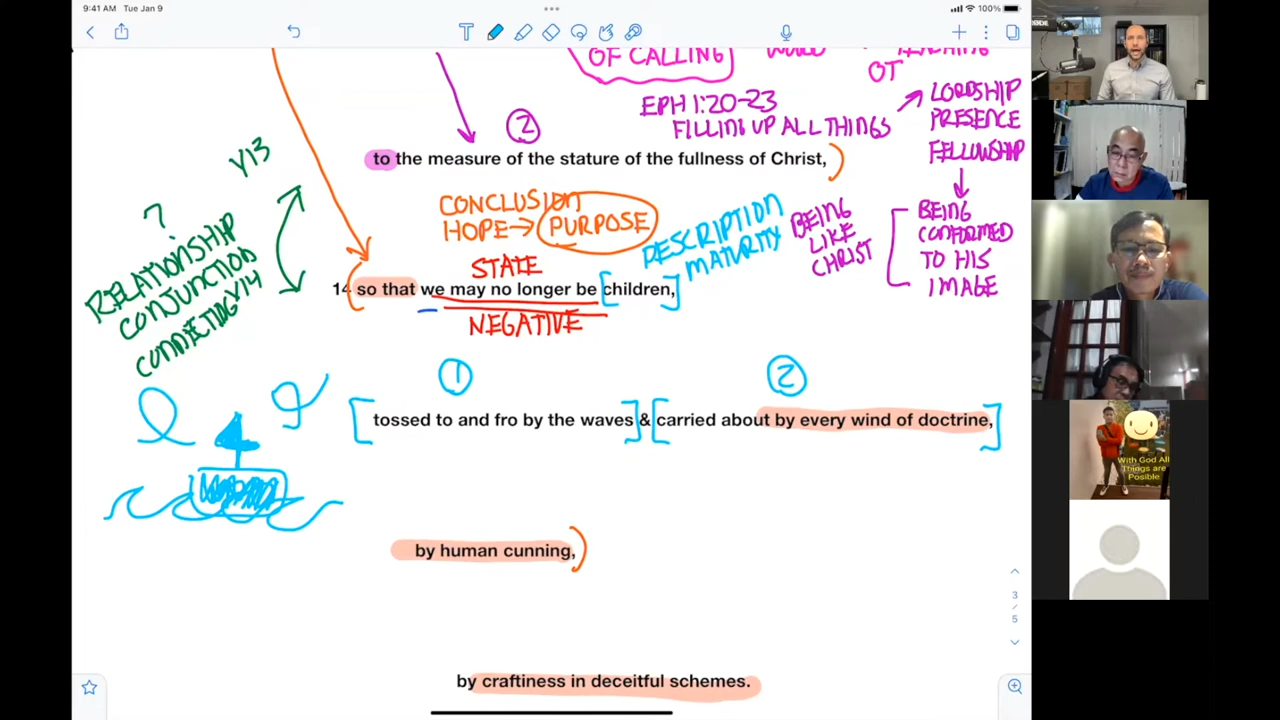 9:41 AM Tue Jan 9
100%
OF CALLING
OT
EPH 1:20-23
FILLING UP ALL THINGS
LORDSHIP
PRESENCE
FELLOWSHIP
②
to the measure of the stature of the fullness of Christ,)
V13
CONCLUSION
HOPE → PURPOSE
DESCRIPTION
MATURITY
BEING
LIKE
CHRIST
BEING
CONFORMED
TO HIS
IMAGE
?
RELATIONSHIP
CONJUNCTION
CONNECTING V14
STATE
14 (so that we may no longer be [children,]
NEGATIVE
① ②
[tossed to and fro by the waves] & [carried about by every wind of doctrine,]
by human cunning,)
by craftiness in deceitful schemes.
3
/
5
With God All
Things are
Posible